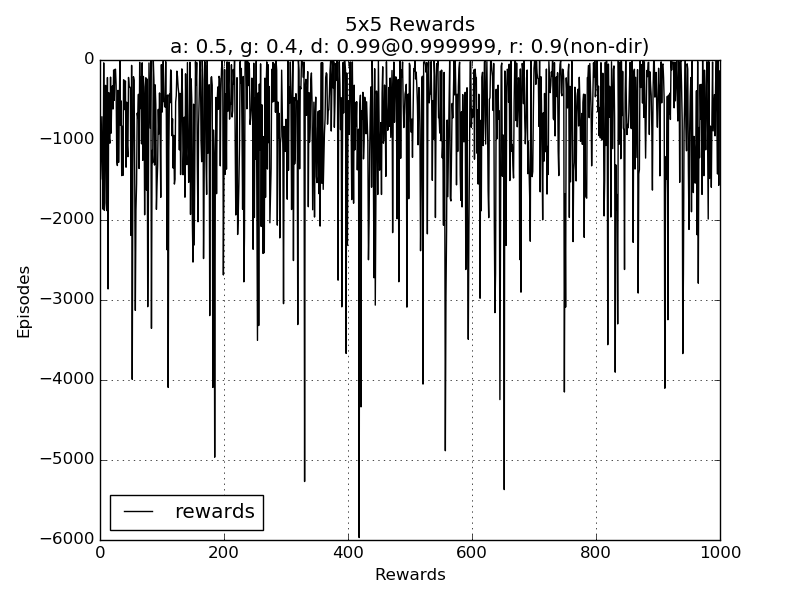 5x5 Rewards
a: 0.5, g: 0.4, d: 0.99@0.999999, r: 0.9(non-dir)
0
−1000
−2000
−3000
−4000
−5000
−6000
Episodes
rewards
0 200 400 600 800 1000
Rewards